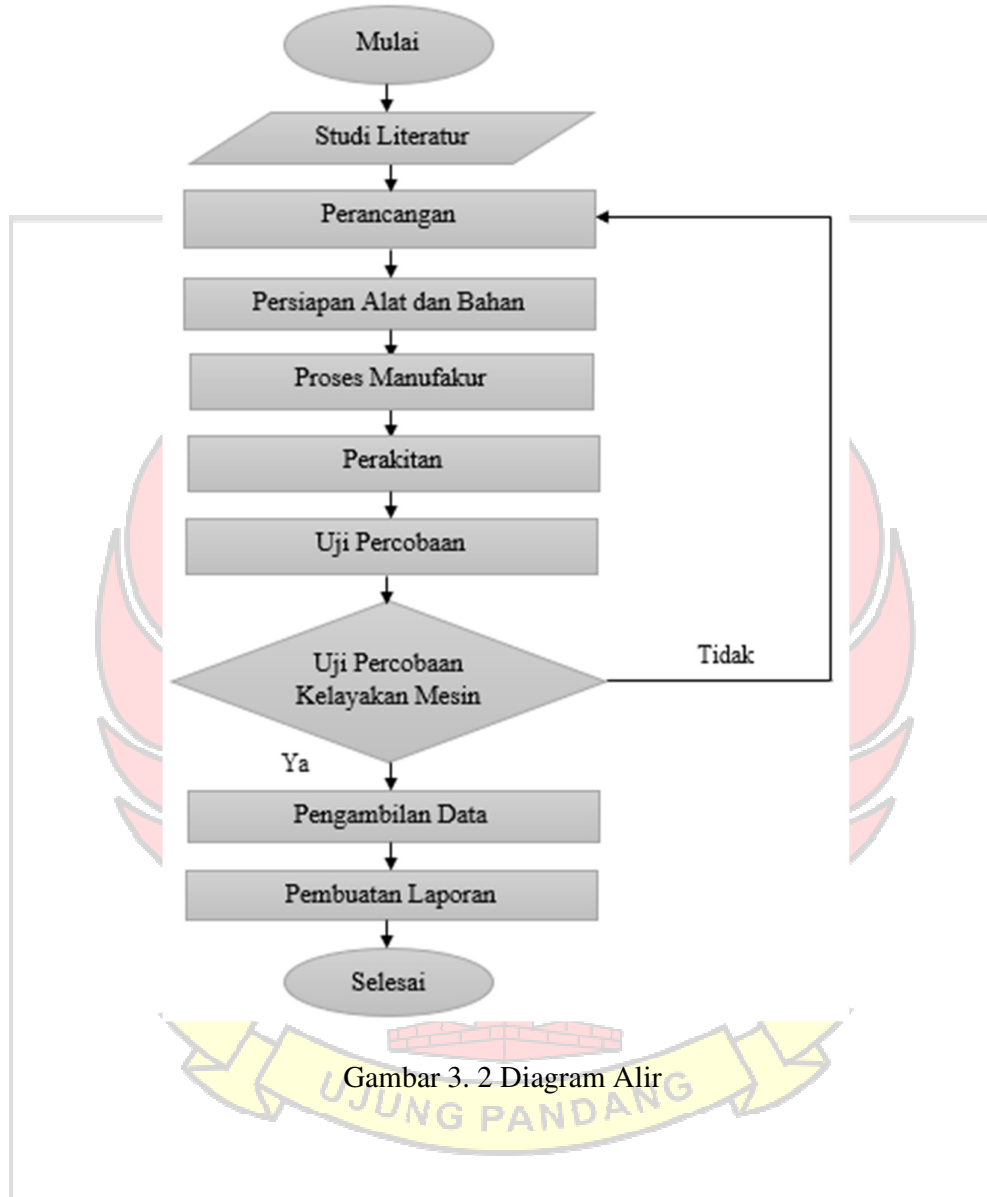 Mulai
Studi Literatur
Perancangan
Persiapan Alat dan Bahan
Proses Manufakur
Perakitan
Uji Percobaan
Uji Percobaan
Kelayakan Mesin
Tidak
Ya
Pengambilan Data
Pembuatan Laporan
Selesai
Gambar 3. 2 Diagram Alir
UJUNG PANDANG